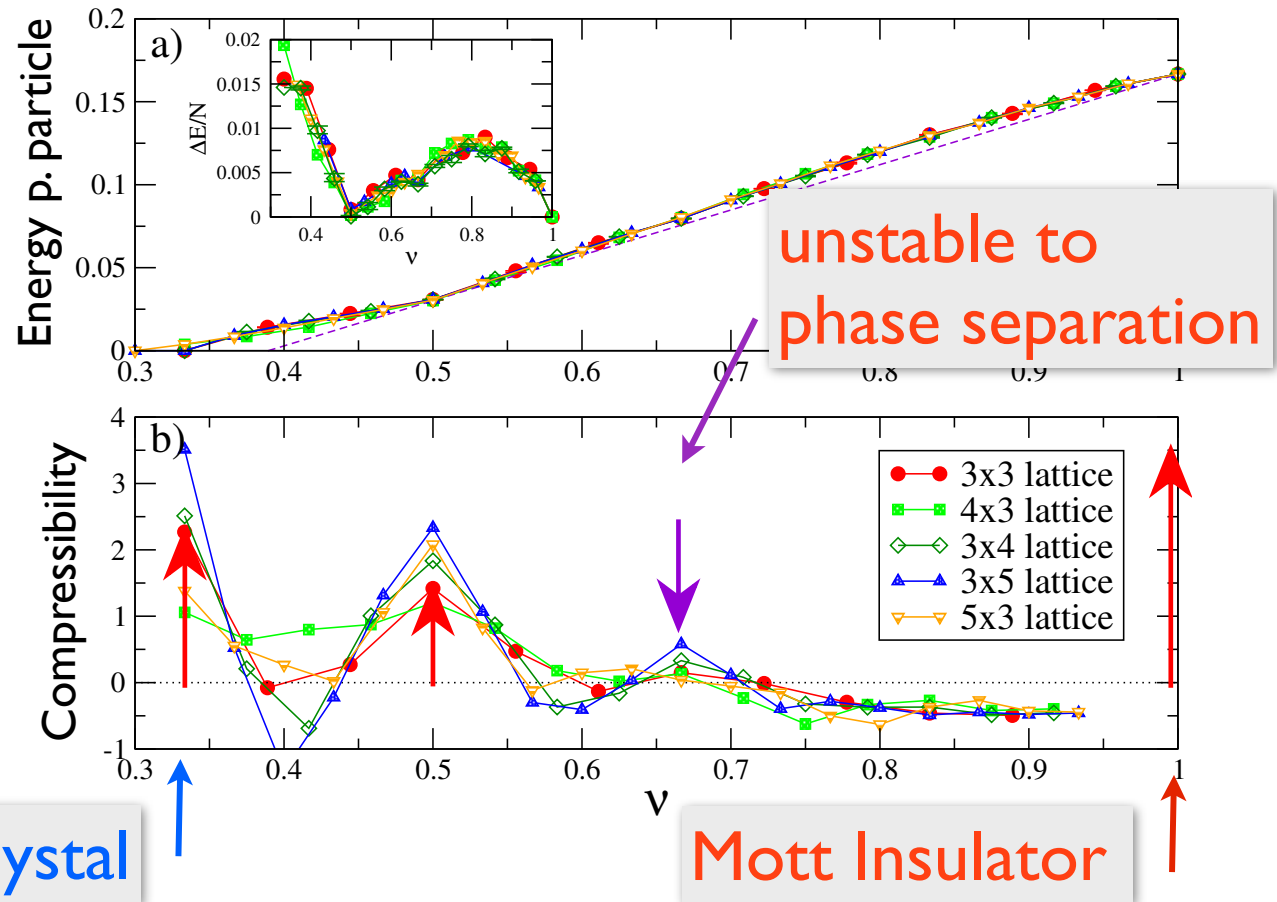 Energy p. particle
0.2
0.15
0.1
0.05
0
a)
ΔE/N
0.02
0.015
0.01
0.005
0
0.4 0.6 0.8 1
ν
unstable to
phase separation
0.3 0.4 0.5 0.6 0.7 0.8 0.9 1
Compressibility
4
3
2
1
0
-1
b)
3x3 lattice
4x3 lattice
3x4 lattice
3x5 lattice
5x3 lattice
0.3 0.4 0.5 0.6 0.7 0.8 0.9 1
ν
ystal
Mott Insulator